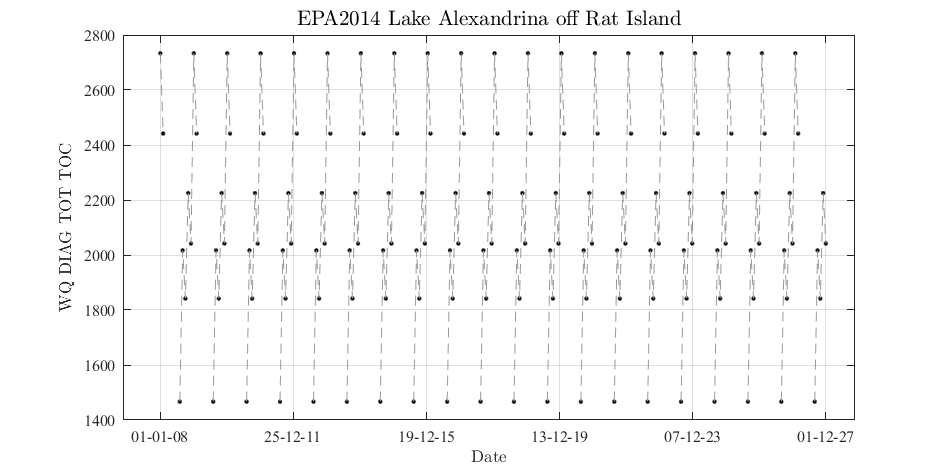 EPA2014 Lake Alexandrina off Rat Island
2800
2600
2400
2200
2000
1800
1600
1400
WQ DIAG TOT TOC
01-01-08 25-12-11 19-12-15 13-12-19 07-12-23 01-12-27
Date